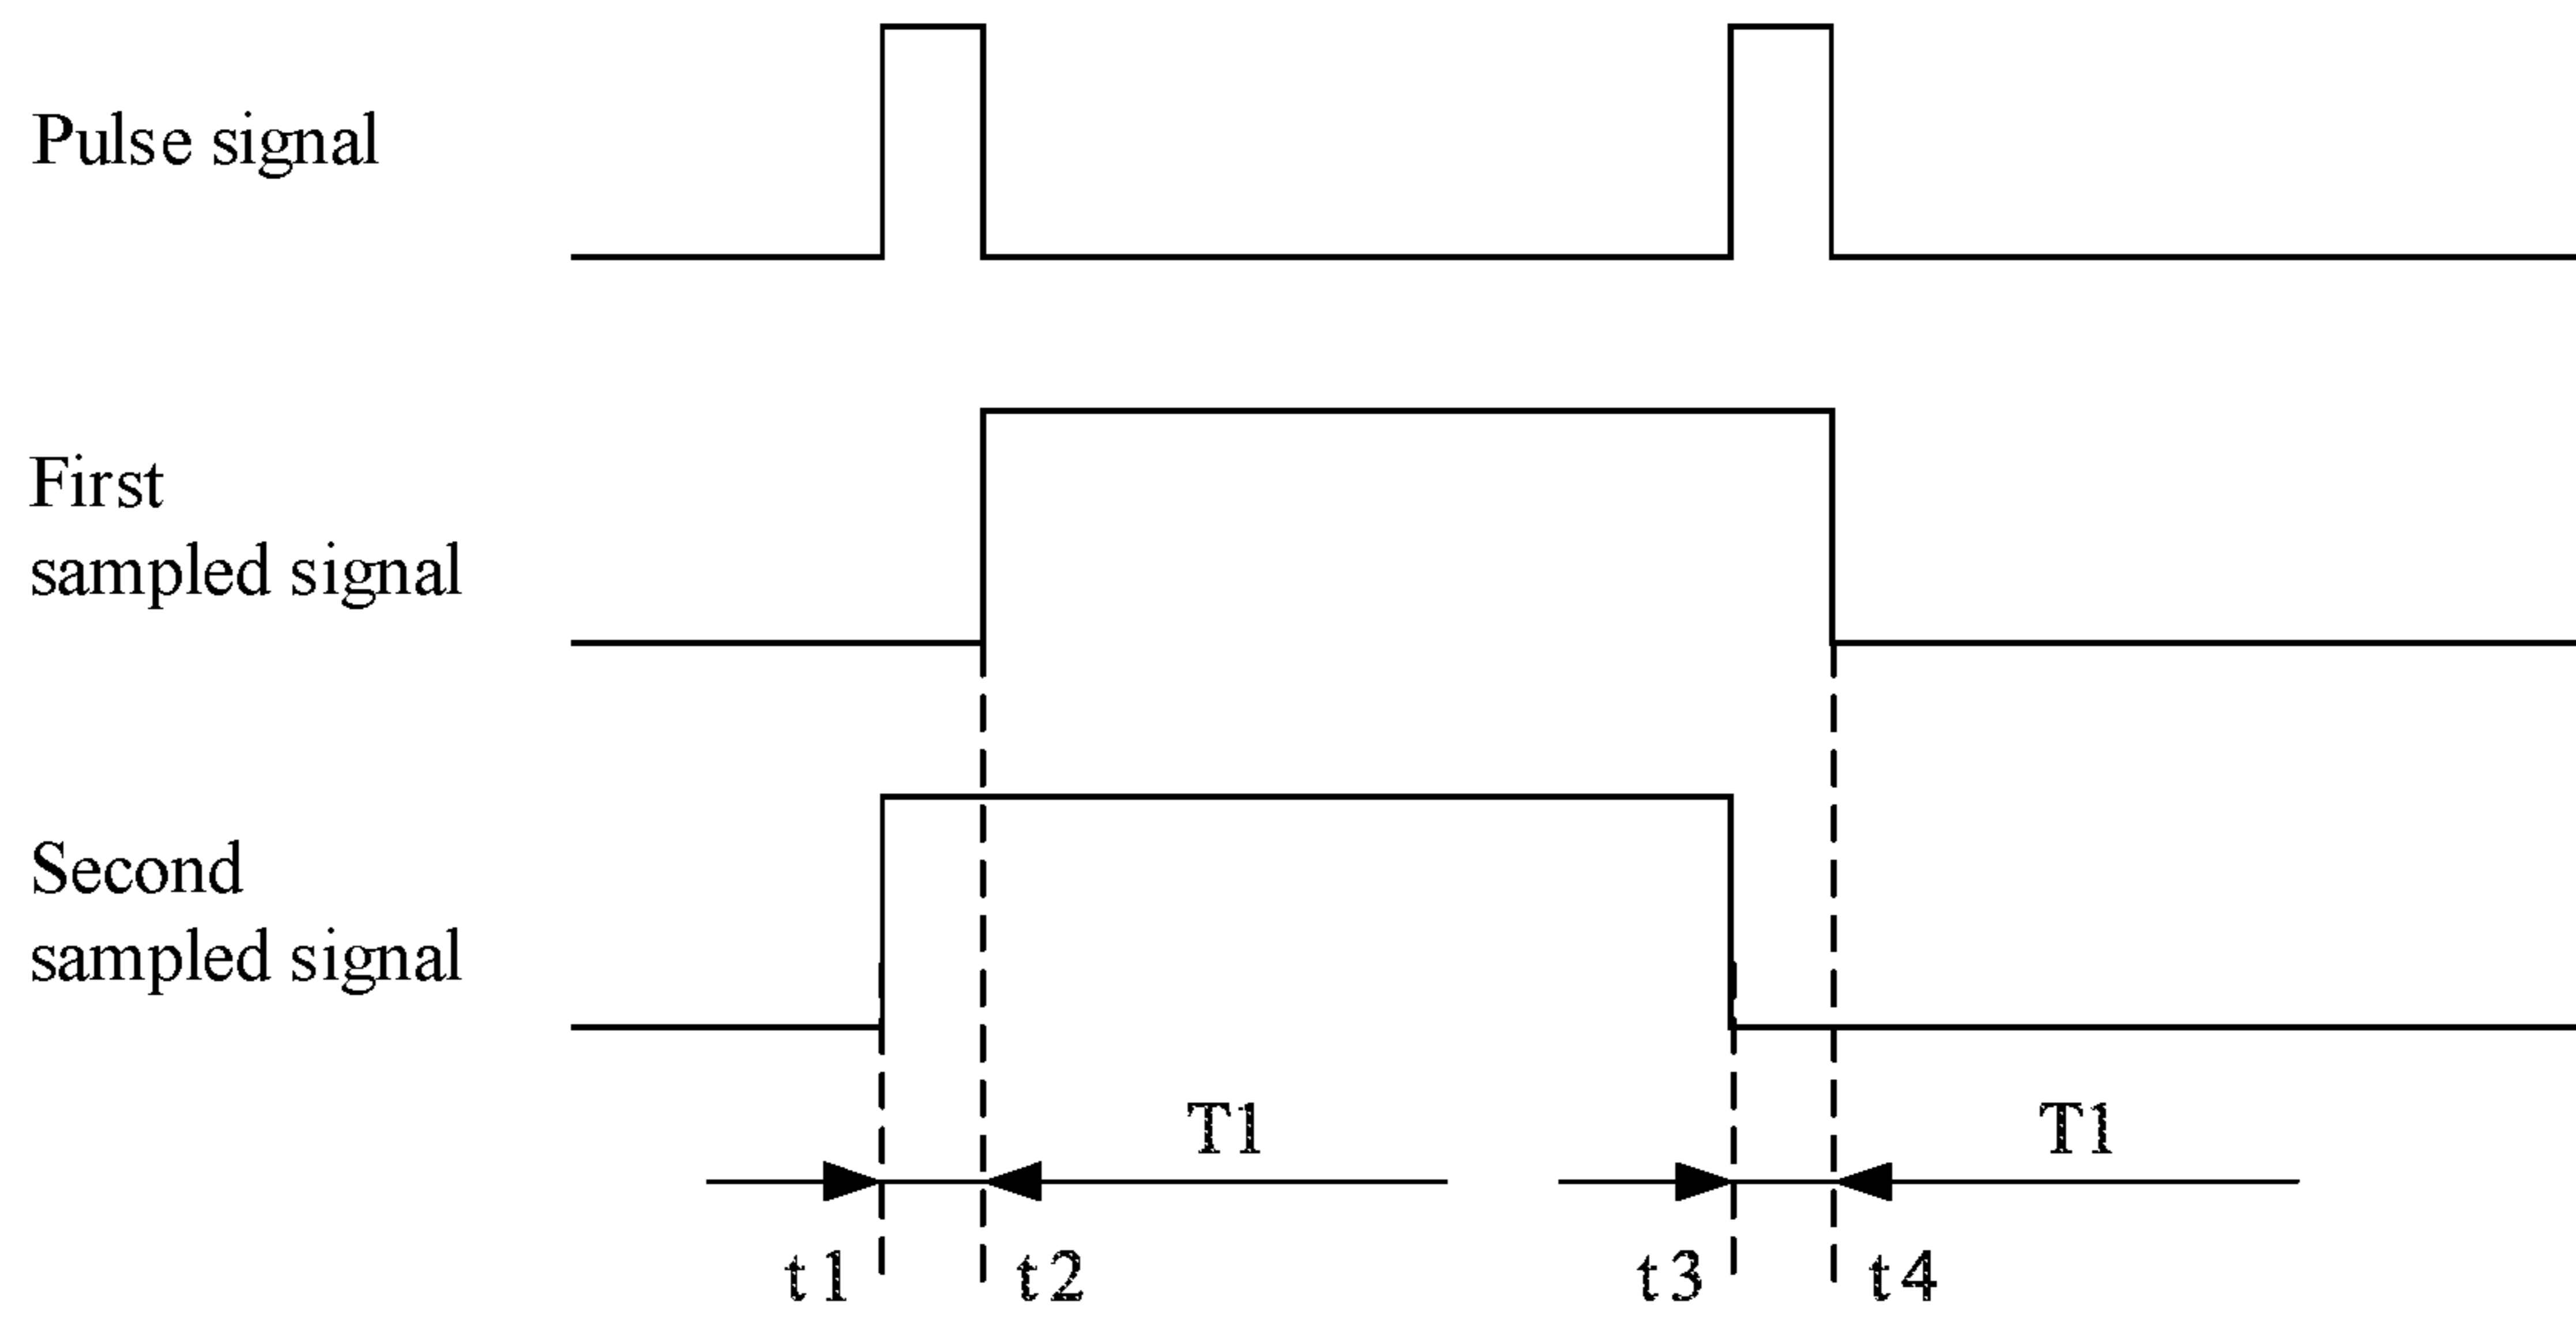 Pulse signal
First
sampled signal
Second
sampled signal
T1 T1
t1 t2 t3 t4